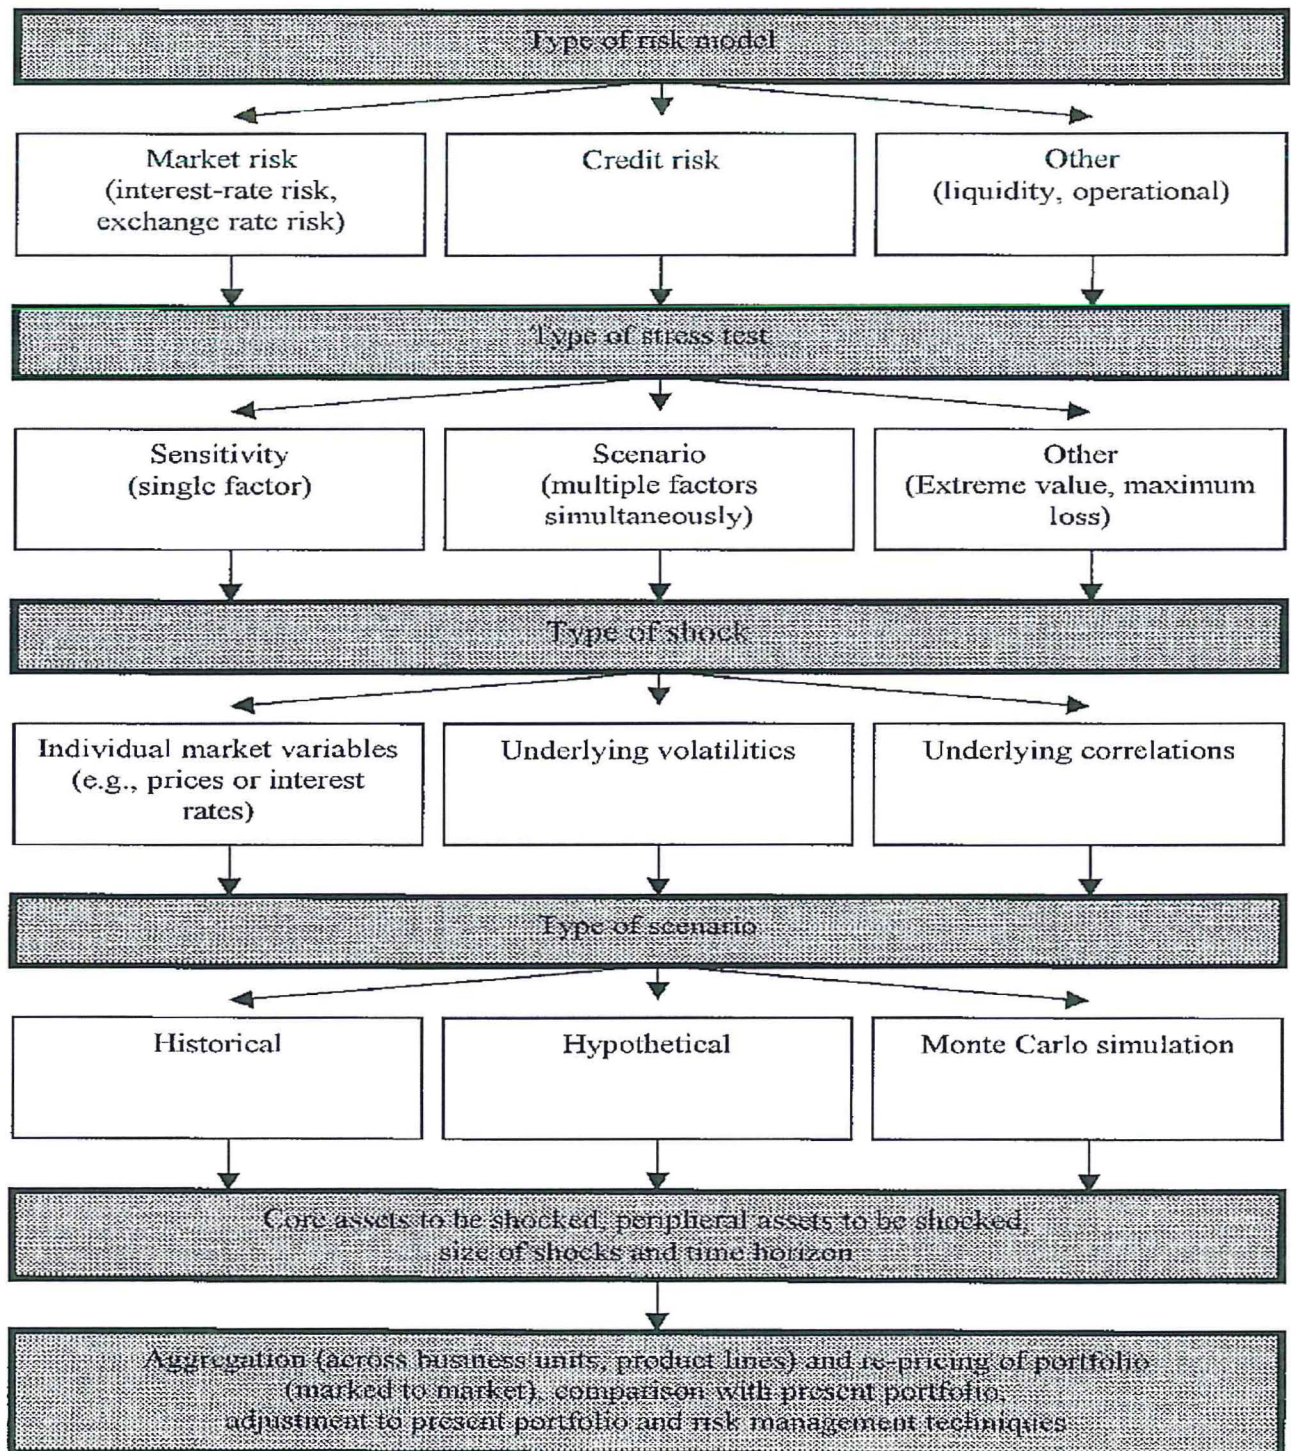 Type of risk model
Market risk
(interest-rate risk,
exchange rate risk)
Credit risk
Other
(liquidity, operational)
Type of stress test
Sensitivity
(single factor)
Scenario
(multiple factors
simultaneously)
Other
(Extreme value, maximum
loss)
Type of shock
Individual market variables
(e.g., prices or interest
rates)
Underlying volatilities
Underlying correlations
Type of scenario
Historical
Hypothetical
Monte Carlo simulation
Core assets to be shocked, peripheral assets to be shocked,
size of shocks and time horizon
Aggregation (across business units, product lines) and re-pricing of portfolio
(marked to market), comparison with present portfolio,
adjustment to present portfolio and risk management techniques